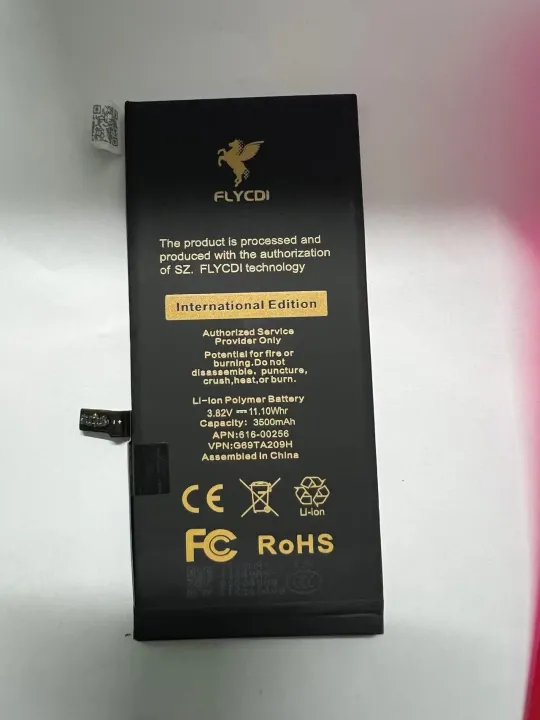 FLYCDI
The product is processed and
produced with the authorization
of SZ. FLYCDI technology
International Edition
Authorized Service
Provider Only
Potential for fire or
burning.Do not
disassemble, puncture,
crush,heat,or burn.
Li-Ion Polymer Battery
3.82V ⎓ 11.10Whr
Capacity: 3500mAh
APN:616-00256
VPN:G69TA209H
Assembled in China
CE
Li-ion
FC RoHS